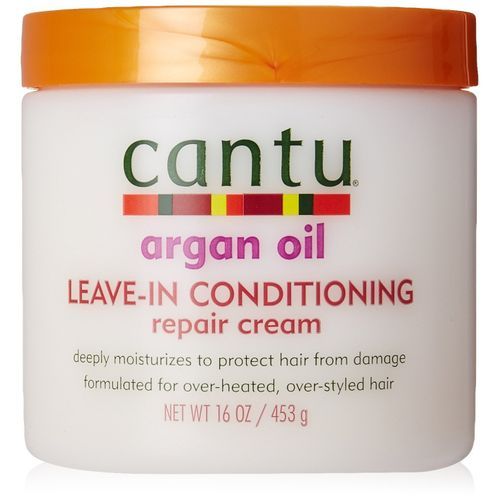 cantu®
argan oil
LEAVE-IN CONDITIONING
repair cream
deeply moisturizes to protect hair from damage
formulated for over-heated, over-styled hair
NET WT 16 OZ / 453 g